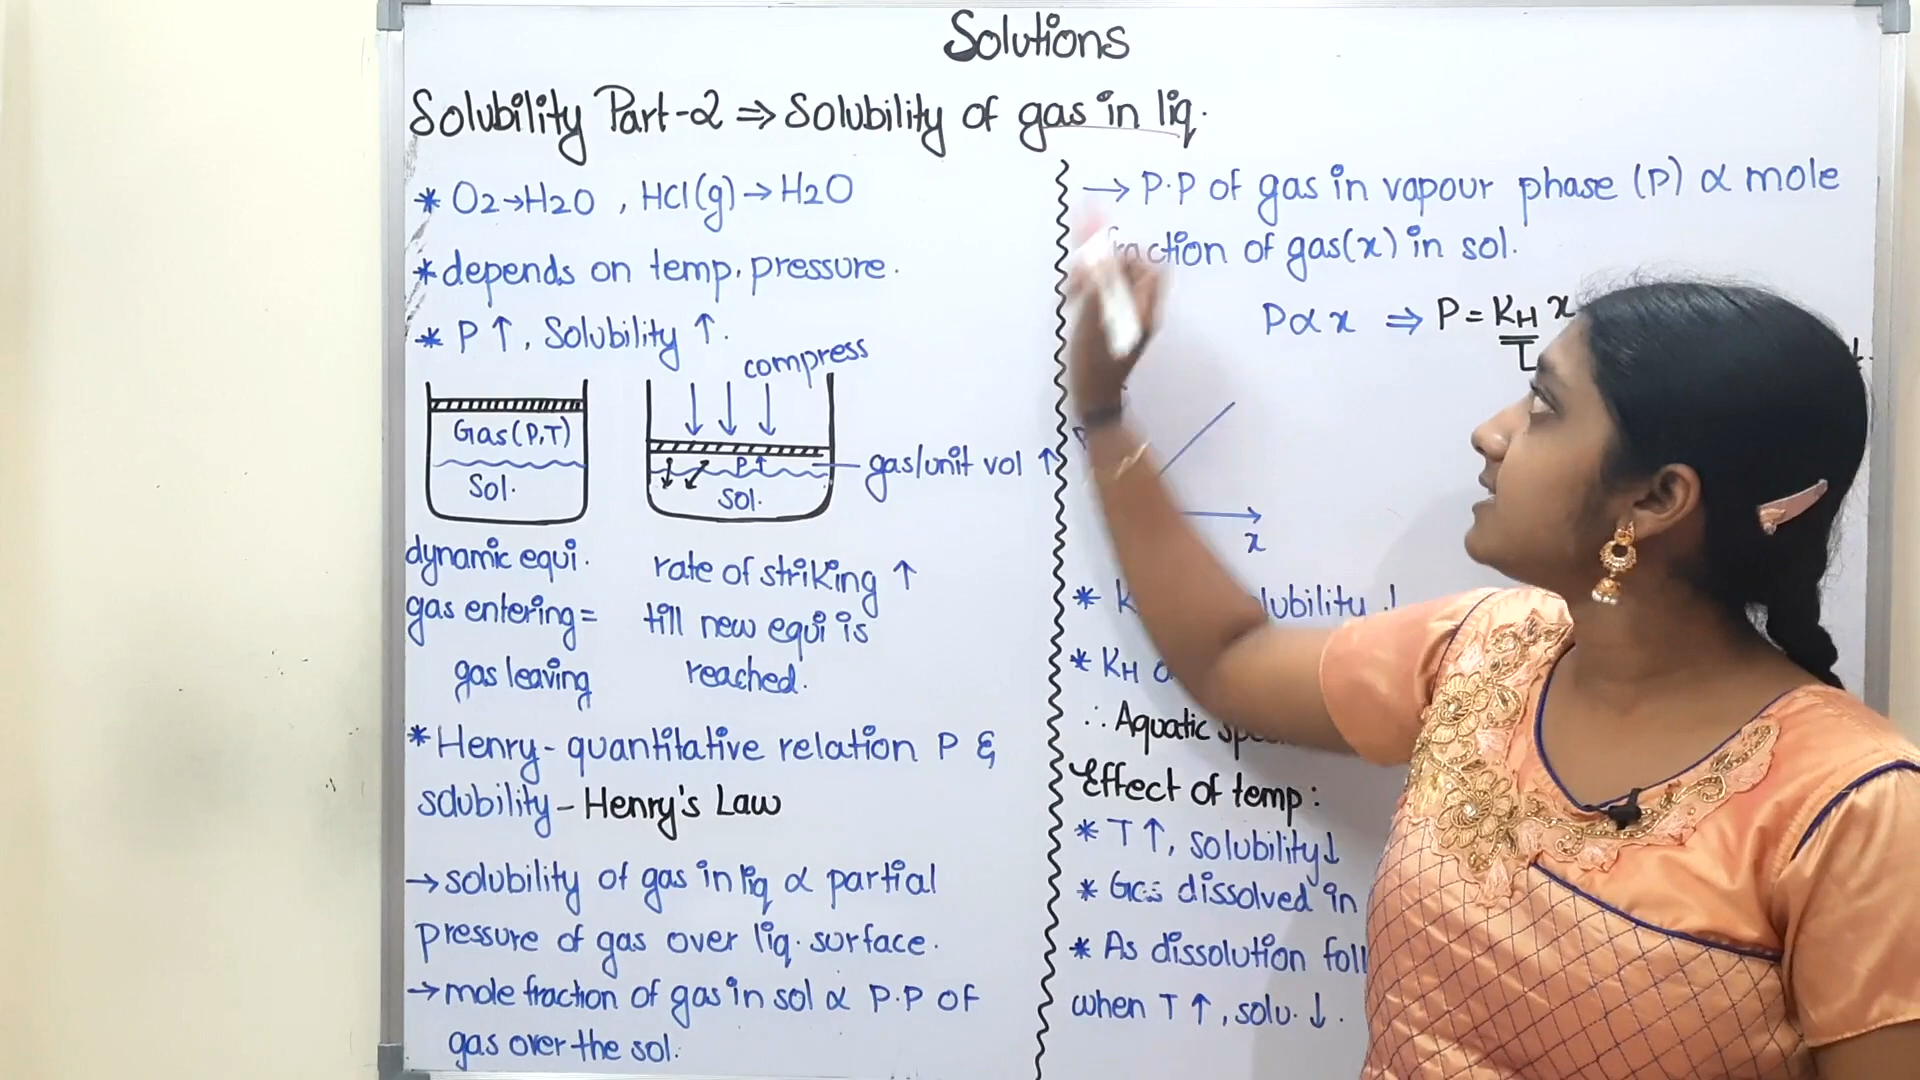 Solutions
Solubility Part-2 ⇒ Solubility of gas in liq.
* O2→H2O , HCl(g)→H2O
* depends on temp, pressure.
* P ↑, Solubility ↑.
compress
Gas(P,T)
Sol.
P↑
Sol.
gas/unit vol ↑
dynamic equi.
gas entering =
gas leaving
rate of striking ↑
till new equi is
reached.
* Henry - quantitative relation P &
solubility - Henry's Law
→ solubility of gas in liq α partial
pressure of gas over liq. surface.
→ mole fraction of gas in sol α P.P of
gas over the sol.
→ P.P of gas in vapour phase (P) α mole
fraction of gas(x) in sol.
P α x ⇒ P = KH x
x
* K
* KH
∴ Aquatic
Effect of temp:
* T ↑, solubility ↓
* Gas dissolved in
* As dissolution
when T ↑, solu. ↓.